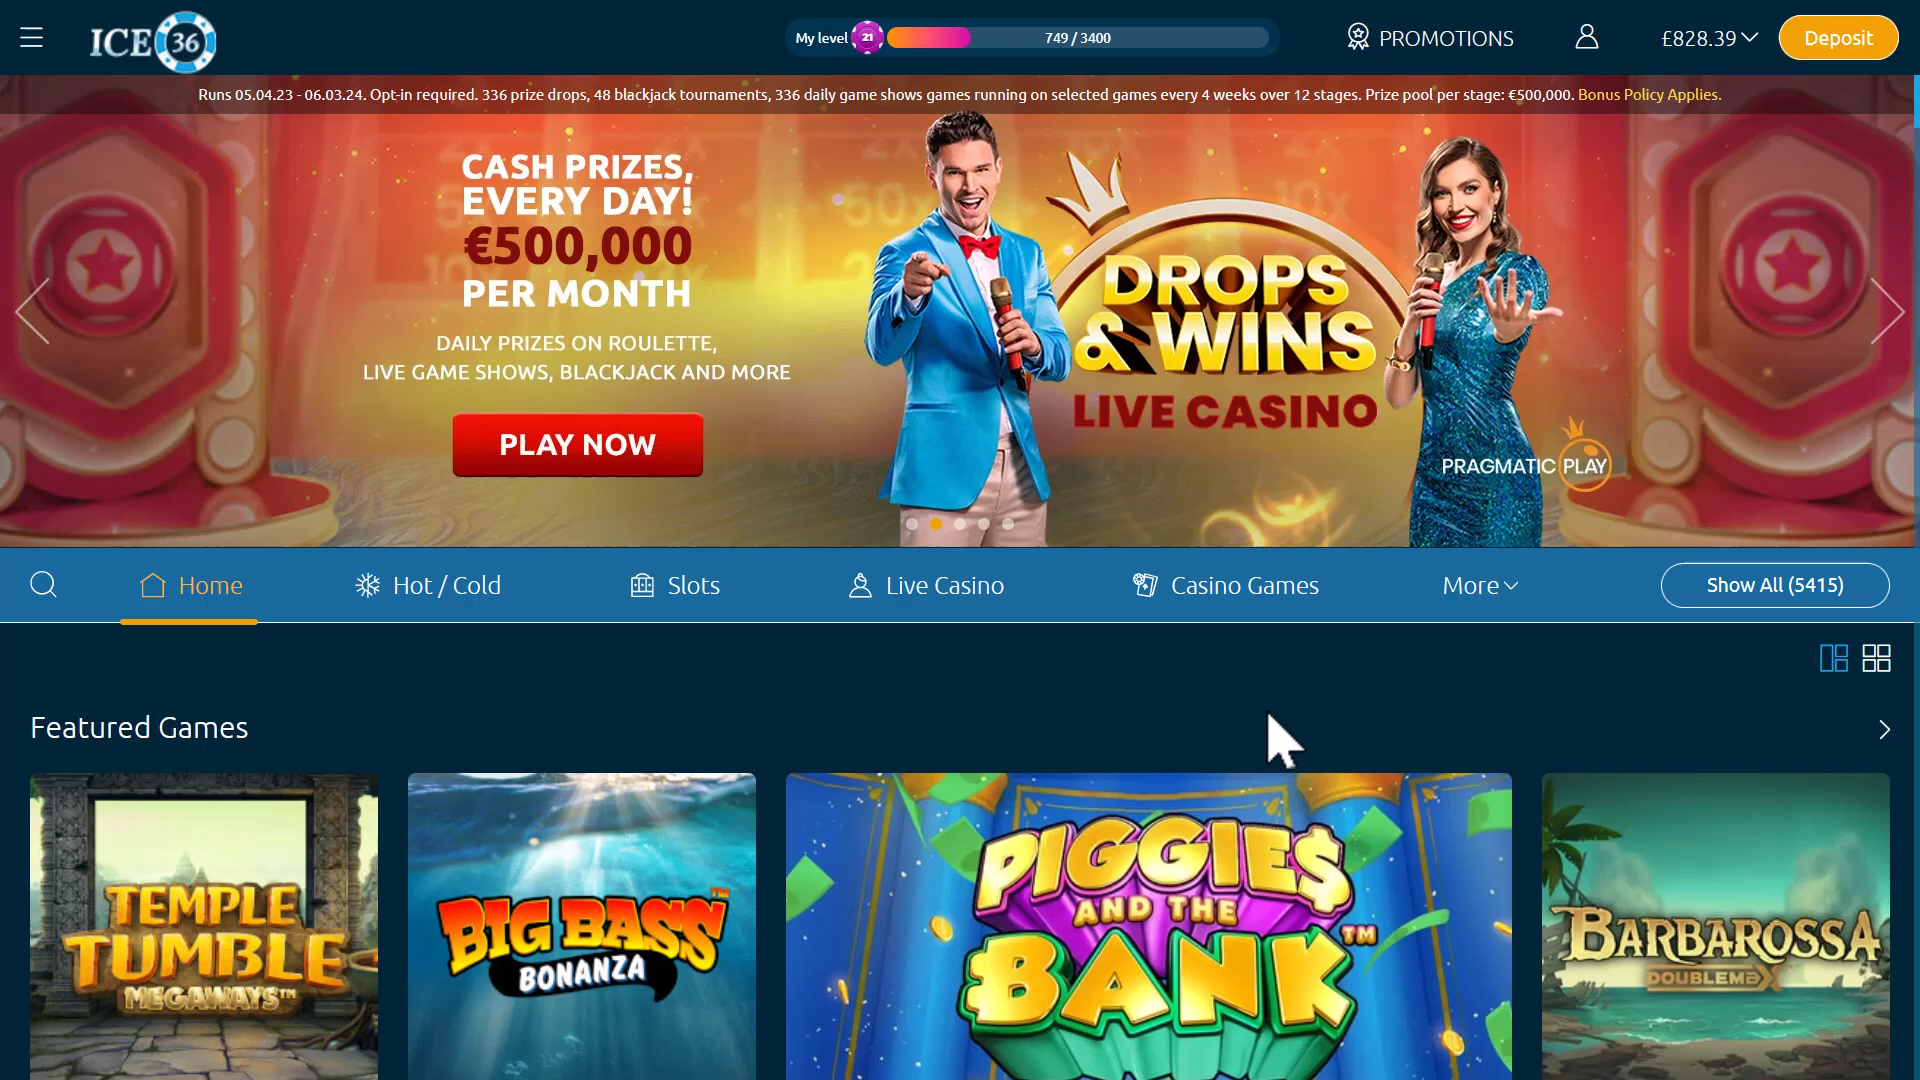 ICE 36
My level 21 749 / 3400
PROMOTIONS
£828.39
Deposit
Runs 05.04.23 - 06.03.24. Opt-in required. 336 prize drops, 48 blackjack tournaments, 336 daily game shows games running on selected games every 4 weeks over 12 stages. Prize pool per stage: €500,000. Bonus Policy Applies.
CASH PRIZES,
EVERY DAY!
€500,000
PER MONTH
DAILY PRIZES ON ROULETTE,
LIVE GAME SHOWS, BLACKJACK AND MORE
PLAY NOW
DROPS
& WINS
LIVE CASINO
PRAGMATIC PLAY
Home
Hot / Cold
Slots
Live Casino
Casino Games
More
Show All (5415)
Featured Games
TEMPLE
TUMBLE
MEGAWAYS™
BIG BASS™
BONANZA
PIGGIE$
AND THE
BANK™
BARBAROSSA
DOUBLEMAX